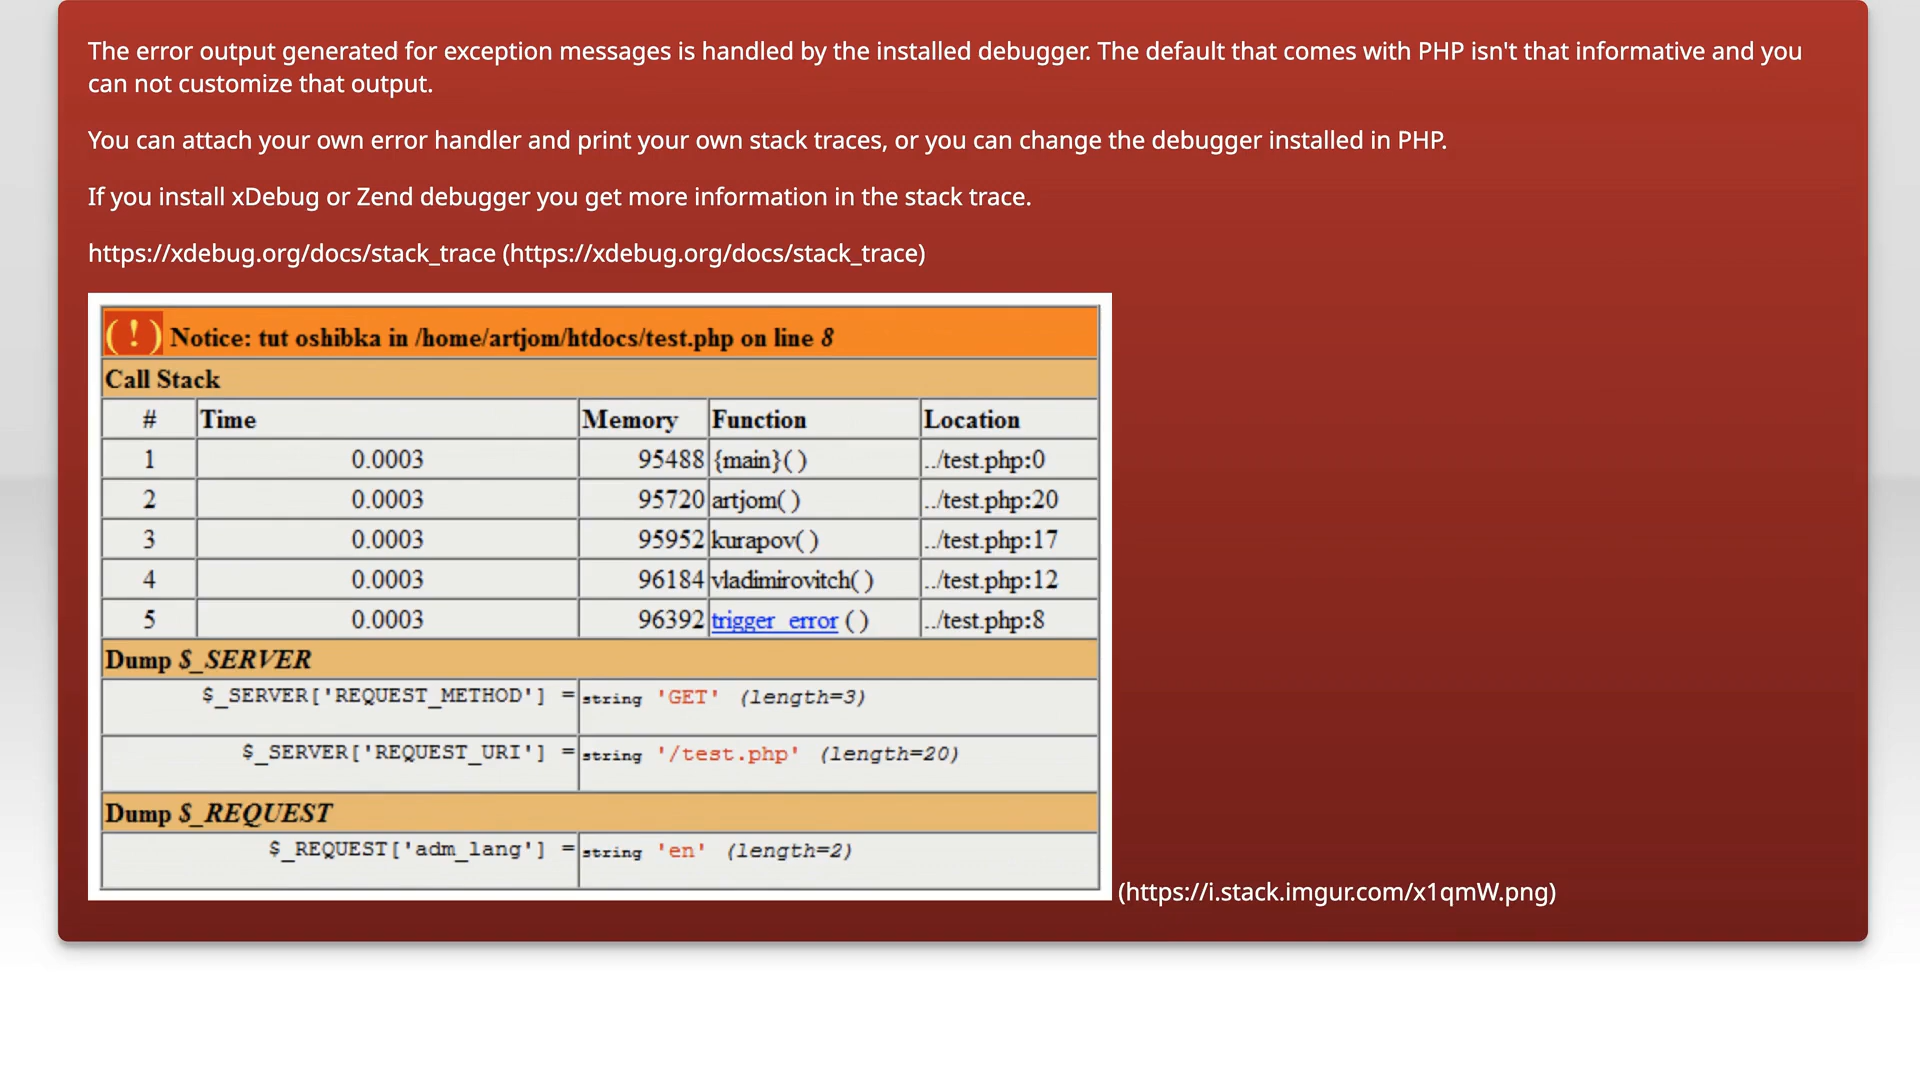 The error output generated for exception messages is handled by the installed debugger. The default that comes with PHP isn't that informative and you
can not customize that output.
You can attach your own error handler and print your own stack traces, or you can change the debugger installed in PHP.
If you install xDebug or Zend debugger you get more information in the stack trace.
https://xdebug.org/docs/stack_trace (https://xdebug.org/docs/stack_trace)
( ! ) Notice: tut oshibka in /home/artjom/htdocs/test.php on line 8
Call Stack
# Time Memory Function Location
1 0.0003 95488 {main}( ) ../test.php:0
2 0.0003 95720 artjom( ) ../test.php:20
3 0.0003 95952 kurapov( ) ../test.php:17
4 0.0003 96184 vladimirovitch( ) ../test.php:12
5 0.0003 96392 trigger_error ( ) ../test.php:8
Dump $_SERVER
$_SERVER['REQUEST_METHOD'] = string 'GET' (length=3)
$_SERVER['REQUEST_URI'] = string '/test.php' (length=20)
Dump $_REQUEST
$_REQUEST['adm_lang'] = string 'en' (length=2)
(https://i.stack.imgur.com/x1qmW.png)